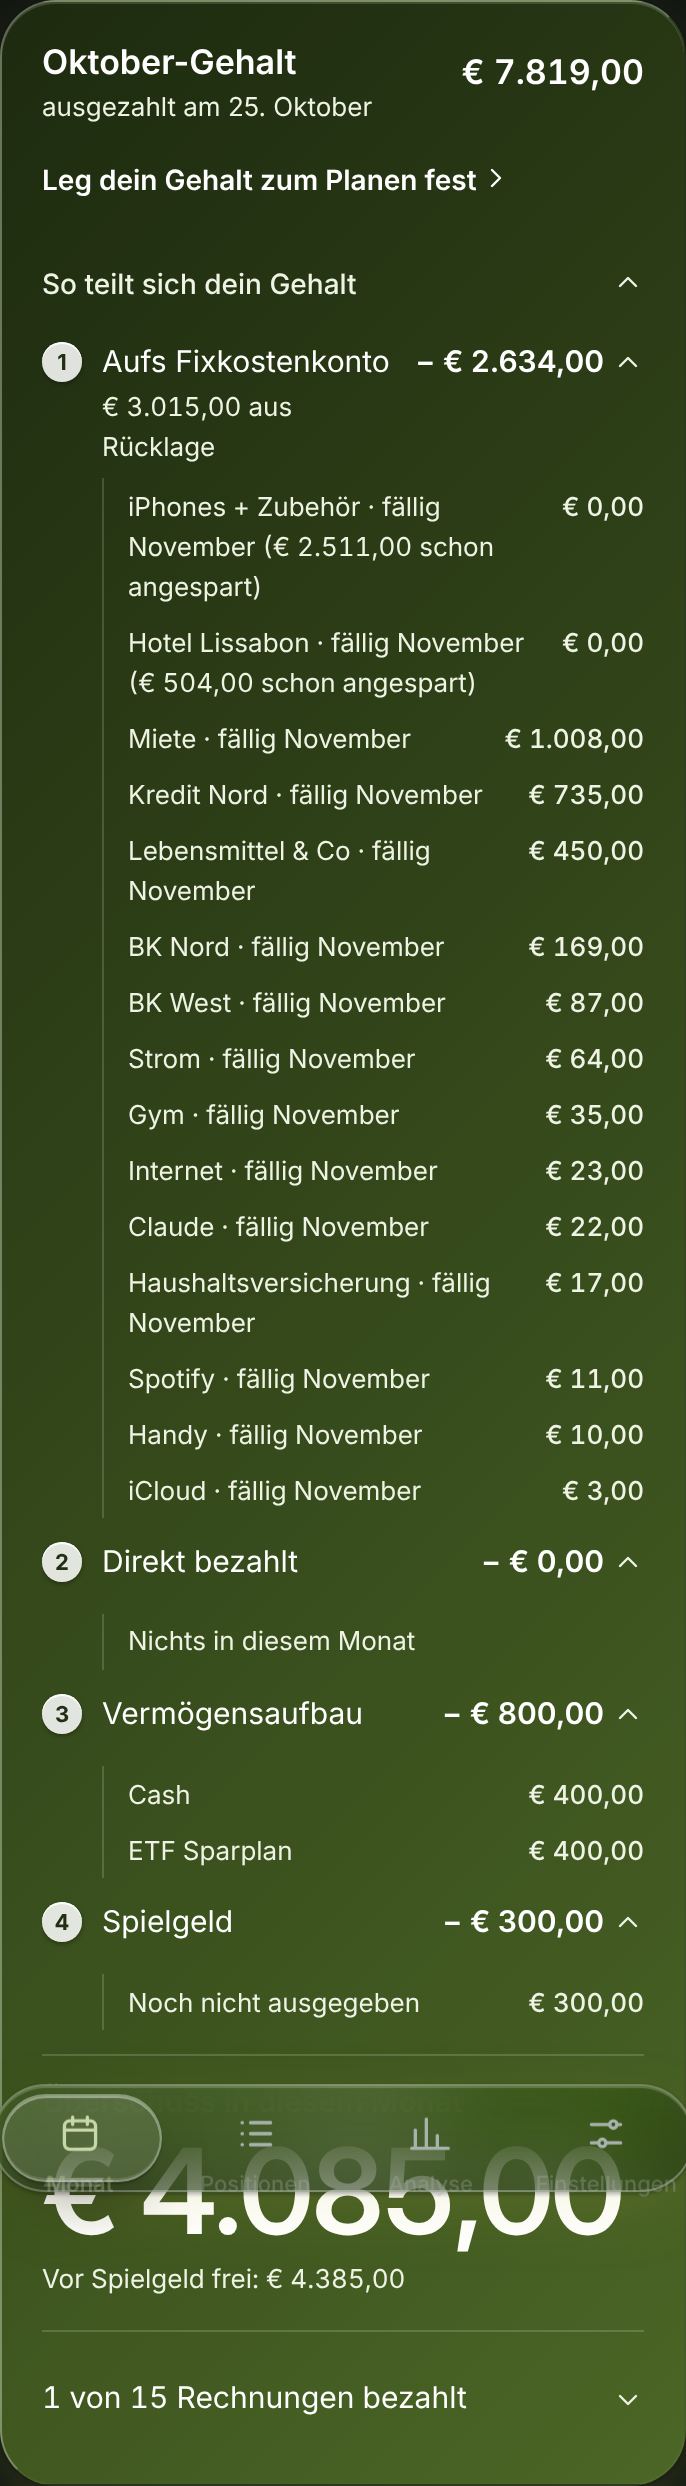 Oktober-Gehalt
€ 7.819,00
ausgezahlt am 25. Oktober
Leg dein Gehalt zum Planen fest
So teilt sich dein Gehalt
1 Aufs Fixkostenkonto – € 2.634,00
€ 3.015,00 aus
Rücklage
iPhones + Zubehör · fällig € 0,00
November (€ 2.511,00 schon
angespart)
Hotel Lissabon · fällig November € 0,00
(€ 504,00 schon angespart)
Miete · fällig November € 1.008,00
Kredit Nord · fällig November € 735,00
Lebensmittel & Co · fällig € 450,00
November
BK Nord · fällig November € 169,00
BK West · fällig November € 87,00
Strom · fällig November € 64,00
Gym · fällig November € 35,00
Internet · fällig November € 23,00
Claude · fällig November € 22,00
Haushaltsversicherung · fällig € 17,00
November
Spotify · fällig November € 11,00
Handy · fällig November € 10,00
iCloud · fällig November € 3,00
2 Direkt bezahlt – € 0,00
Nichts in diesem Monat
3 Vermögensaufbau – € 800,00
Cash € 400,00
ETF Sparplan € 400,00
4 Spielgeld – € 300,00
Noch nicht ausgegeben € 300,00
Überschuss in diesem Monat
Monat Positionen Analyse Einstellungen
€ 4.085,00
Vor Spielgeld frei: € 4.385,00
1 von 15 Rechnungen bezahlt